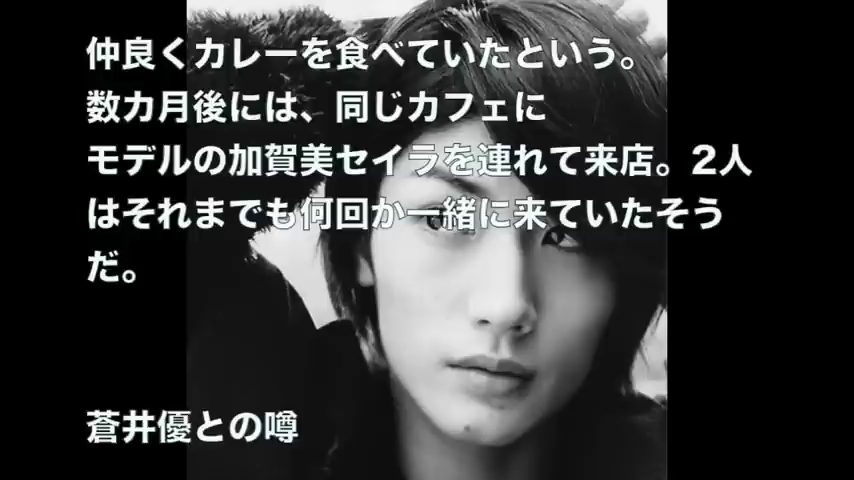 仲良くカレーを食べていたという。
数カ月後には、同じカフェに
モデルの加賀美セイラを連れて来店。2人
はそれまでも何回か一緒に来ていたそう
だ。
蒼井優との噂